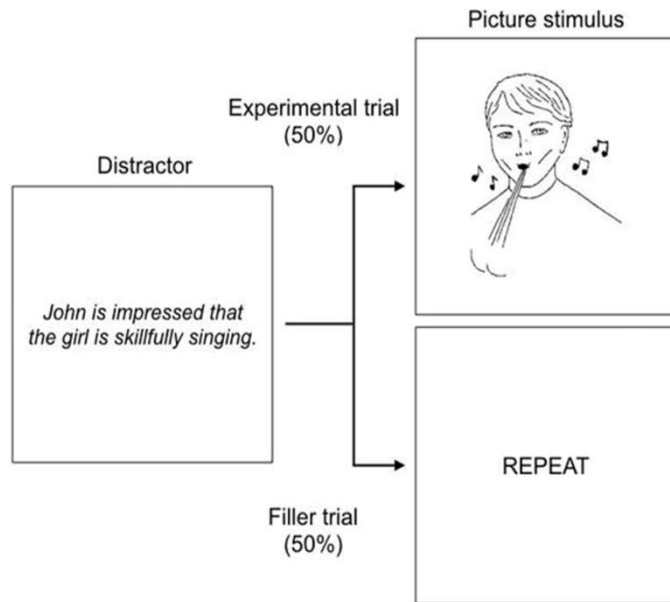 Picture stimulus
Experimental trial
(50%)
Distractor
John is impressed that
the girl is skillfully singing.
REPEAT
Filler trial
(50%)